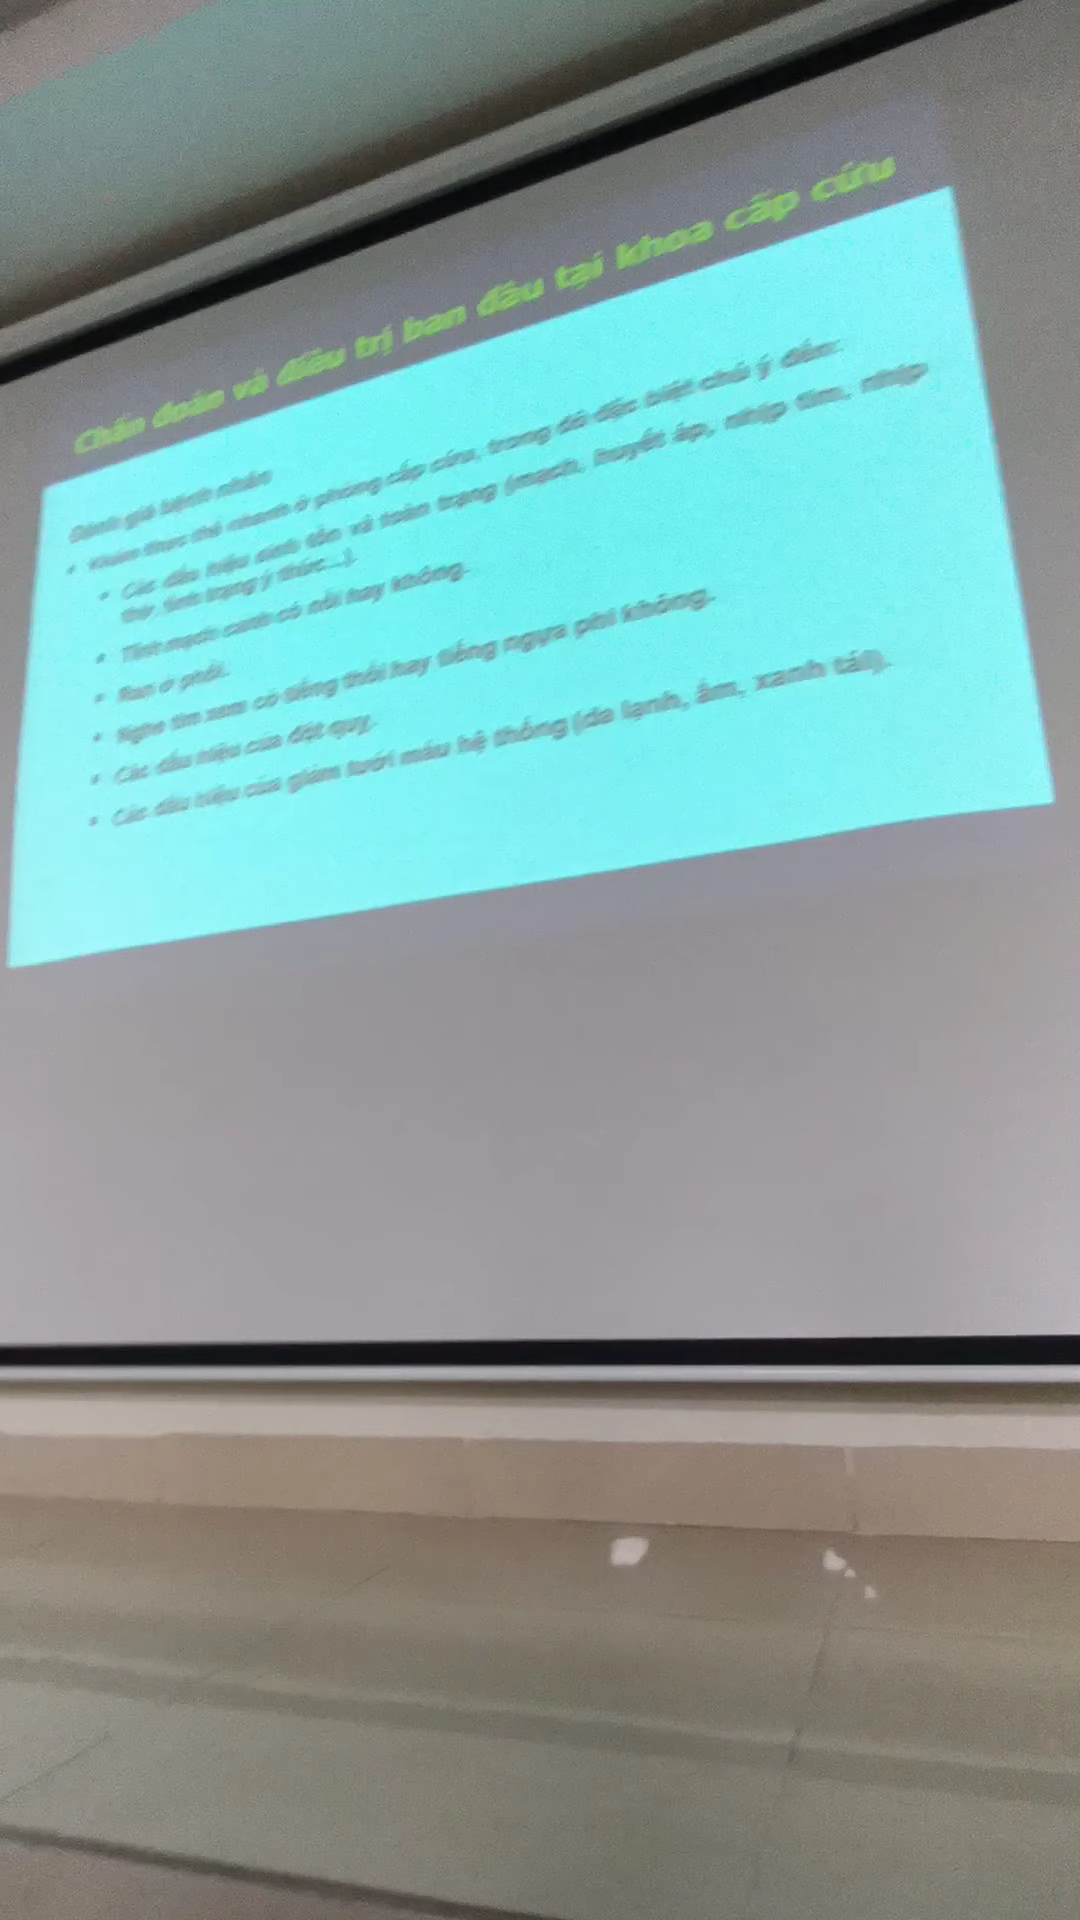 Chẩn đoán và điều trị ban đầu tại khoa cấp cứu
Đánh giá bệnh nhân
• Khám thực thể nhanh ở phòng cấp cứu, trong đó đặc biệt chú ý đến:
• Các dấu hiệu sinh tồn và toàn trạng (mạch, huyết áp, nhịp tim, nhịp
thở, tình trạng ý thức...).
• Tĩnh mạch cảnh có nổi hay không.
• Ran ở phổi.
• Nghe tim xem có tiếng thổi hay tiếng ngựa phi không.
• Các dấu hiệu của đột quỵ.
• Các dấu hiệu của giảm tưới máu hệ thống (da lạnh, ẩm, xanh tái).